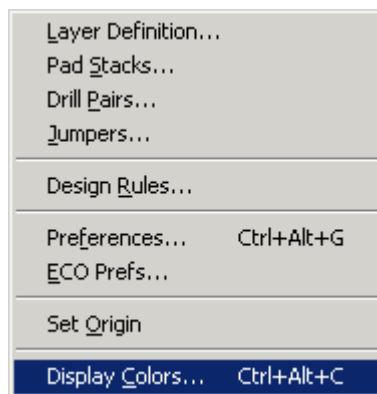 Layer Definition...
Pad Stacks...
Drill Pairs...
Jumpers...
Design Rules...
Preferences... Ctrl+Alt+G
ECO Prefs...
Set Origin
Display Colors... Ctrl+Alt+C